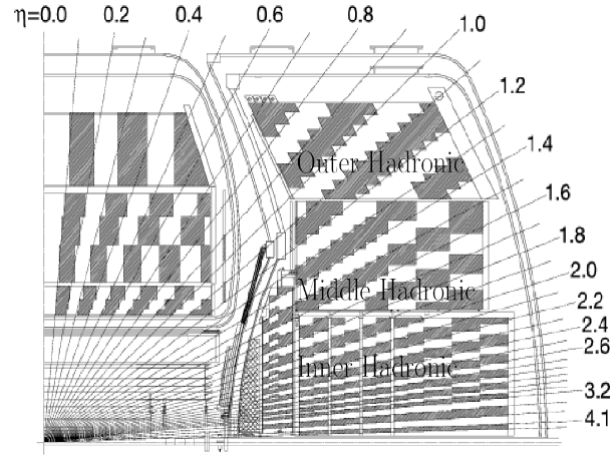 η=0.0 0.2 0.4 0.6 0.8 1.0
1.2
1.4
Outer Hadronic
1.6
1.8
2.0
Middle Hadronic
2.2
2.4
2.6
Inner Hadronic
3.2
4.1